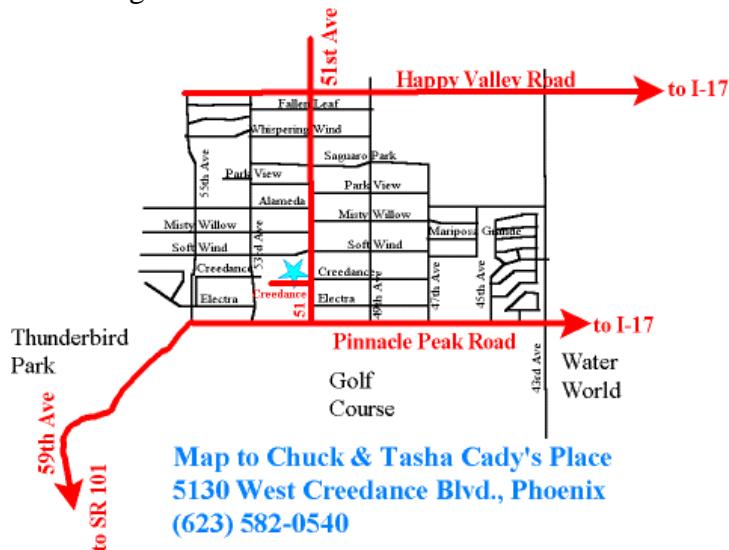 51st Ave
Happy Valley Road
to I-17
Fallen Leaf
Whispering Wind
Saguaro Park
55th Ave
Park View
Park View
Alameda
Misty Willow
Misty Willow
Mariposa Grande
53rd Ave
Soft Wind
Soft Wind
Creedance
Creedance
49th Ave
47th Ave
45th Ave
Creedance
51
Electra
Electra
to I-17
Pinnacle Peak Road
43rd Ave
Thunderbird
Park
Water
World
Golf
Course
59th Ave
to SR 101
Map to Chuck & Tasha Cady's Place
5130 West Creedance Blvd., Phoenix
(623) 582-0540